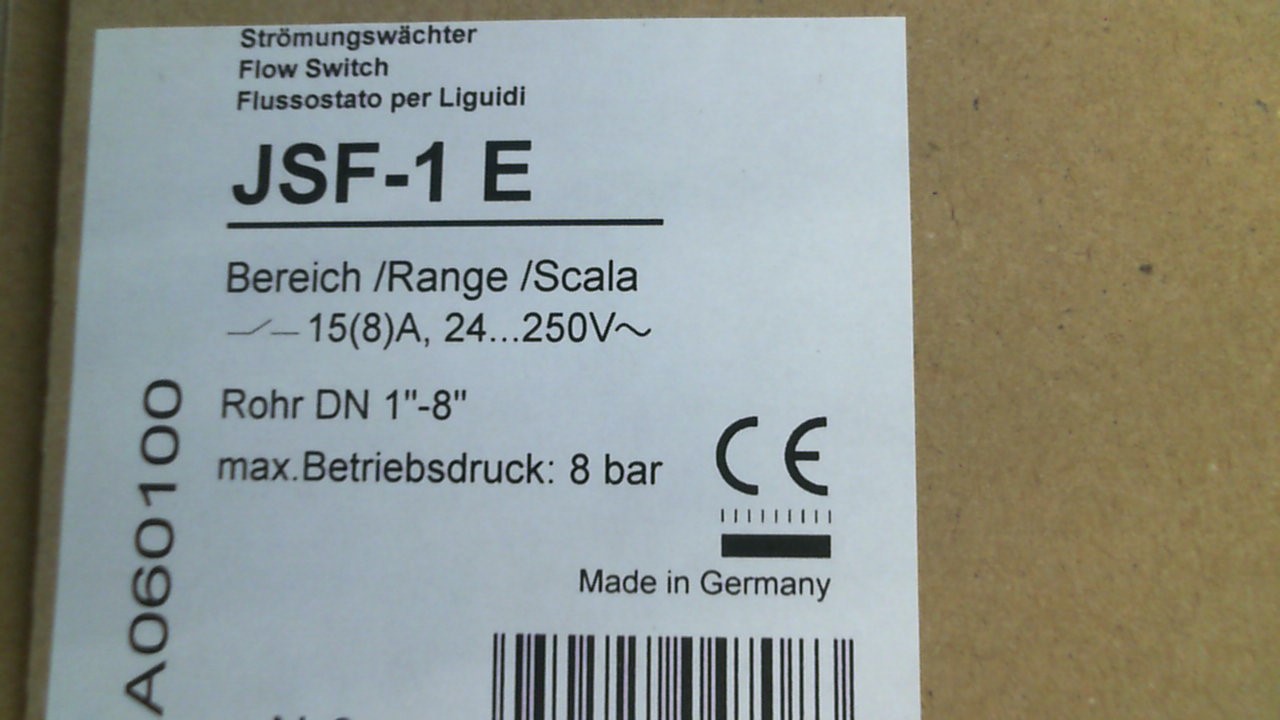 Strömungswächter
Flow Switch
Flussostato per Liguidi
JSF-1 E
Bereich /Range /Scala
15(8)A, 24...250V~
Rohr DN 1"-8"
max.Betriebsdruck: 8 bar
CE
Made in Germany
A060100